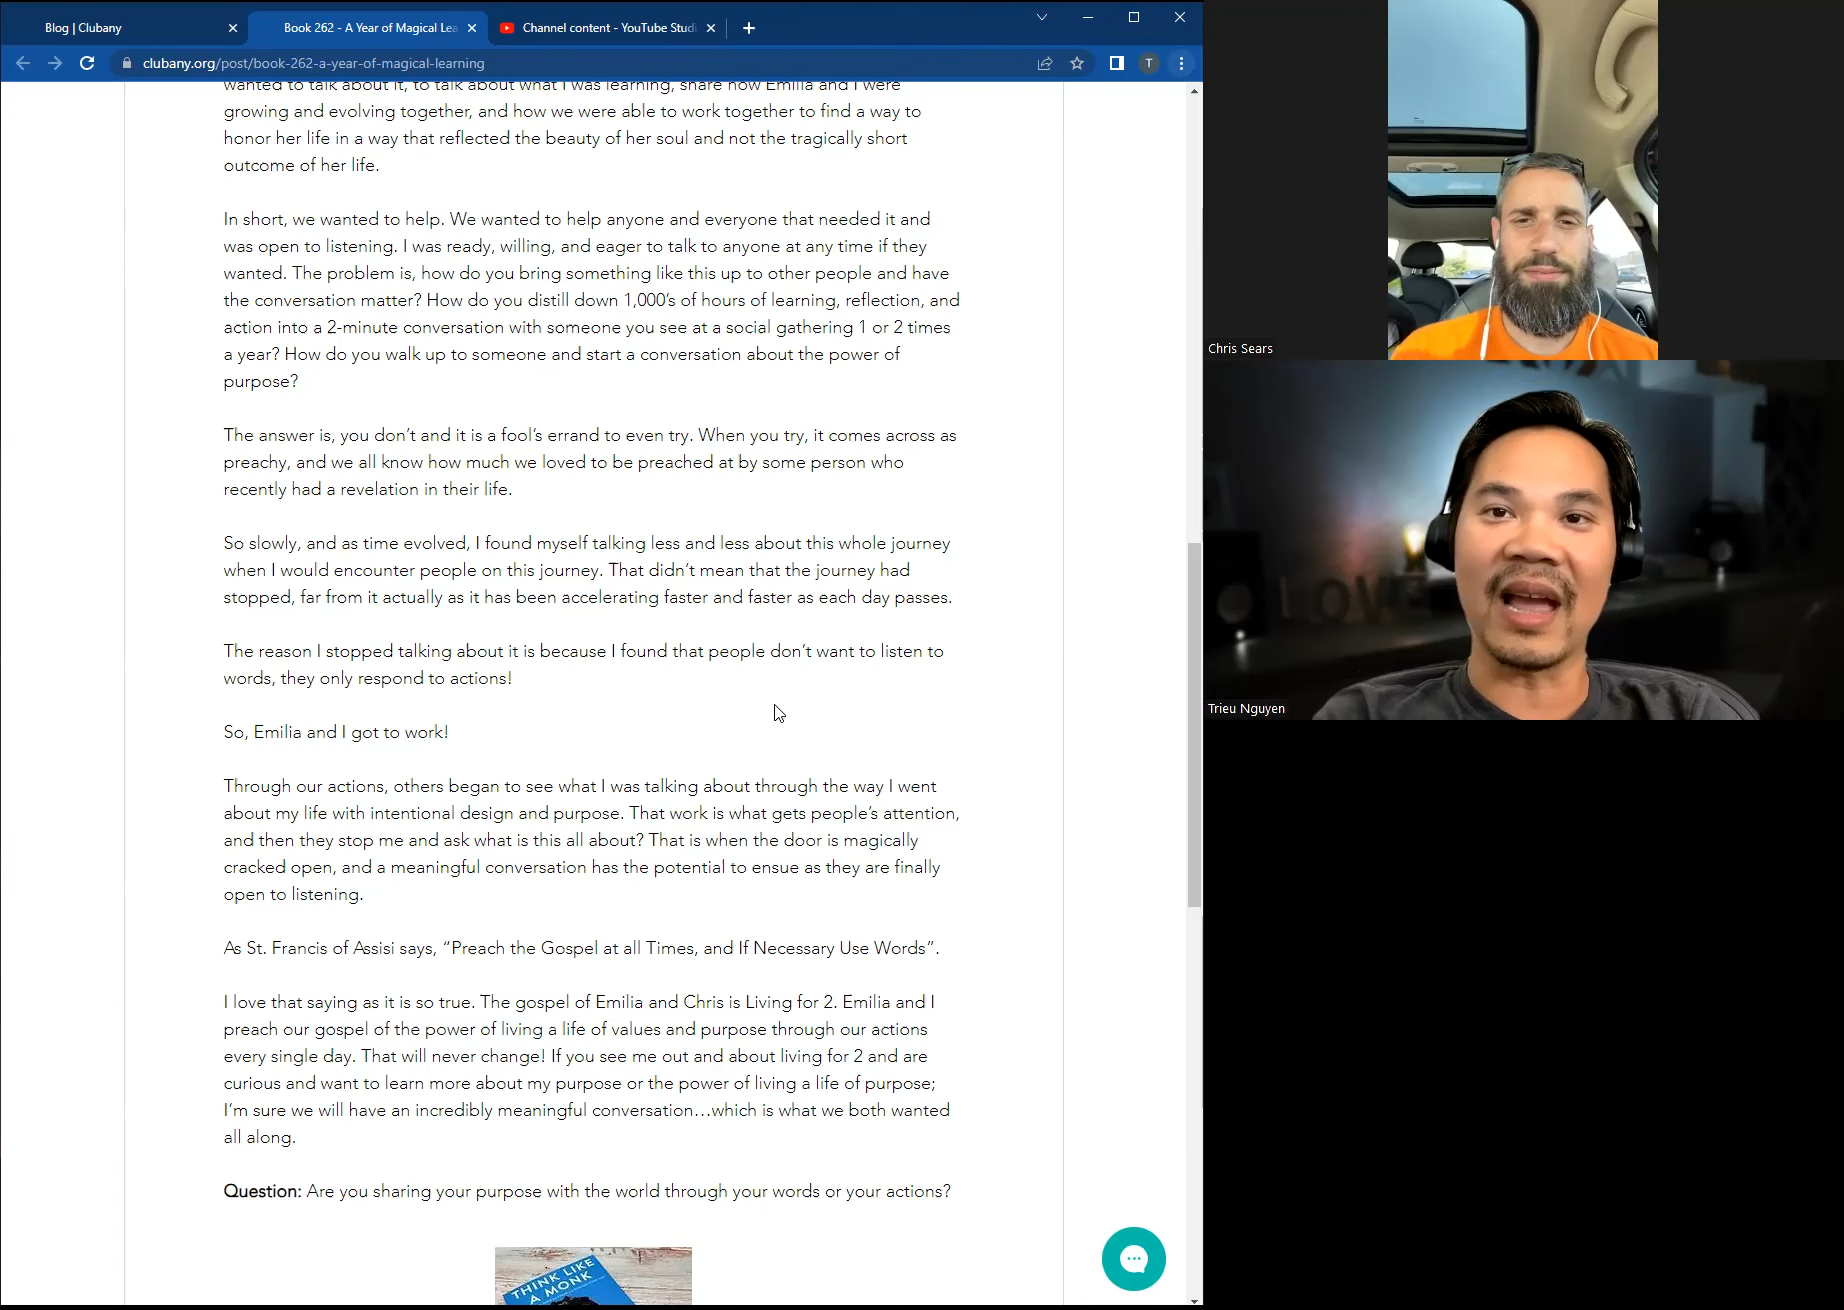 Blog | Clubany
Book 262 - A Year of Magical Lea
Channel content - YouTube Studi
clubany.org/post/book-262-a-year-of-magical-learning
T
wanted to talk about it, to talk about what I was learning, share how Emilia and I were
growing and evolving together, and how we were able to work together to find a way to
honor her life in a way that reflected the beauty of her soul and not the tragically short
outcome of her life.
In short, we wanted to help. We wanted to help anyone and everyone that needed it and
was open to listening. I was ready, willing, and eager to talk to anyone at any time if they
wanted. The problem is, how do you bring something like this up to other people and have
the conversation matter? How do you distill down 1,000’s of hours of learning, reflection, and
action into a 2-minute conversation with someone you see at a social gathering 1 or 2 times
a year? How do you walk up to someone and start a conversation about the power of
purpose?
The answer is, you don’t and it is a fool’s errand to even try. When you try, it comes across as
preachy, and we all know how much we loved to be preached at by some person who
recently had a revelation in their life.
So slowly, and as time evolved, I found myself talking less and less about this whole journey
when I would encounter people on this journey. That didn’t mean that the journey had
stopped, far from it actually as it has been accelerating faster and faster as each day passes.
The reason I stopped talking about it is because I found that people don’t want to listen to
words, they only respond to actions!
So, Emilia and I got to work!
Through our actions, others began to see what I was talking about through the way I went
about my life with intentional design and purpose. That work is what gets people’s attention,
and then they stop me and ask what is this all about? That is when the door is magically
cracked open, and a meaningful conversation has the potential to ensue as they are finally
open to listening.
As St. Francis of Assisi says, “Preach the Gospel at all Times, and If Necessary Use Words”.
I love that saying as it is so true. The gospel of Emilia and Chris is Living for 2. Emilia and I
preach our gospel of the power of living a life of values and purpose through our actions
every single day. That will never change! If you see me out and about living for 2 and are
curious and want to learn more about my purpose or the power of living a life of purpose;
I’m sure we will have an incredibly meaningful conversation…which is what we both wanted
all along.
Question: Are you sharing your purpose with the world through your words or your actions?
THINK LIKE
A MONK
Chris Sears
LOVE
Trieu Nguyen